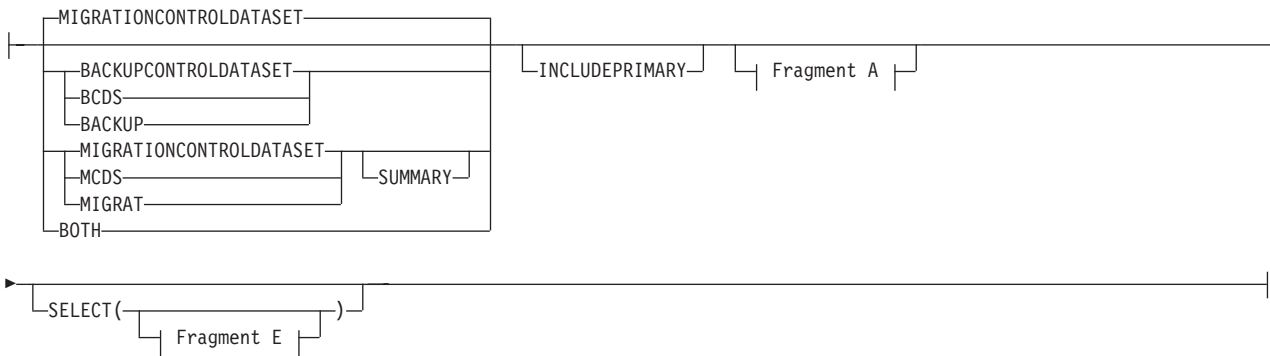 MIGRATIONCONTROLDATASET
BACKUPCONTROLDATASET
INCLUDEPRIMARY
Fragment A
BCDS
BACKUP
MIGRATIONCONTROLDATASET
MCDS
SUMMARY
MIGRAT
BOTH
SELECT( )
Fragment E